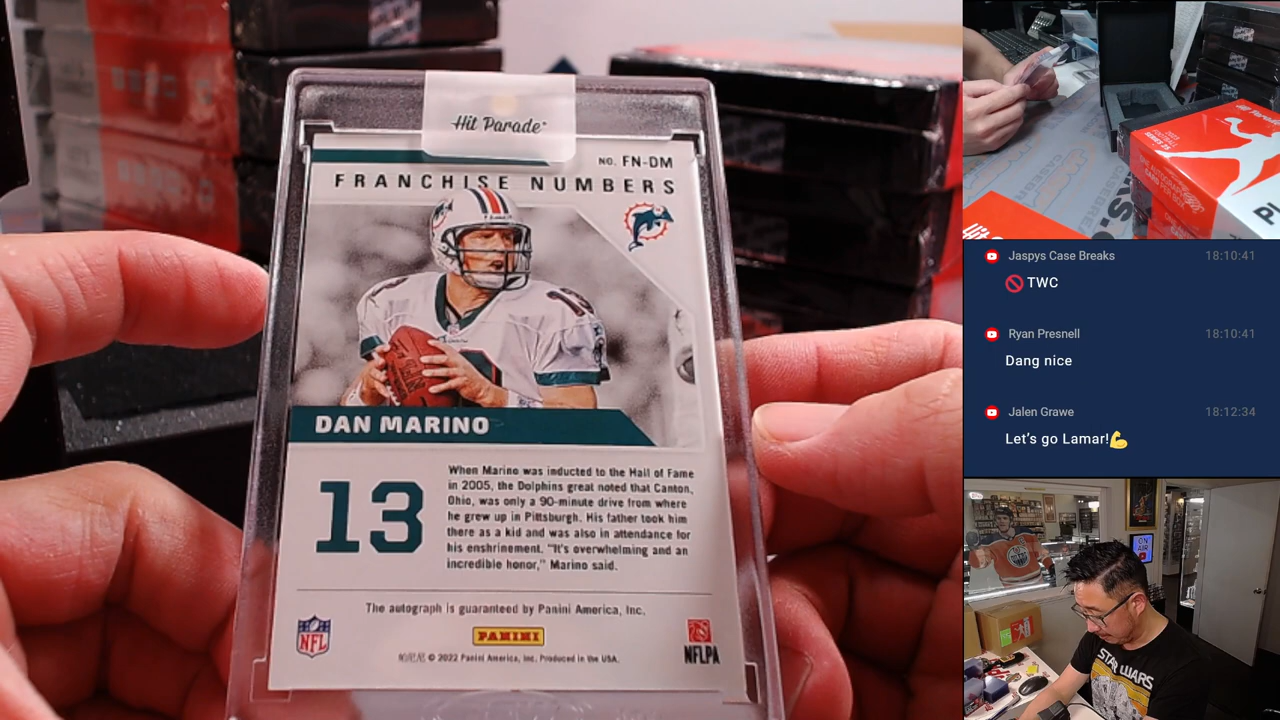 Hit Parade
NO. FN-DM
FRANCHISE NUMBERS
DAN MARINO
13
When Marino was inducted to the Hall of Fame
in 2005, the Dolphins great noted that Canton,
Ohio, was only a 90-minute drive from where
he grew up in Pittsburgh. His father took him
there as a kid and was also in attendance for
his enshrinement. "It's overwhelming and an
incredible honor," Marino said.
The autograph is guaranteed by Panini America, Inc.
NFL
PANINI
NFLPA
© 2022 Panini America, Inc. Produced in the USA.
Jaspys Case Breaks 18:10:41
🚫 TWC
Ryan Presnell 18:10:41
Dang nice
Jalen Grawe 18:12:34
Let's go Lamar!💪
ON
AIR
STAR WARS